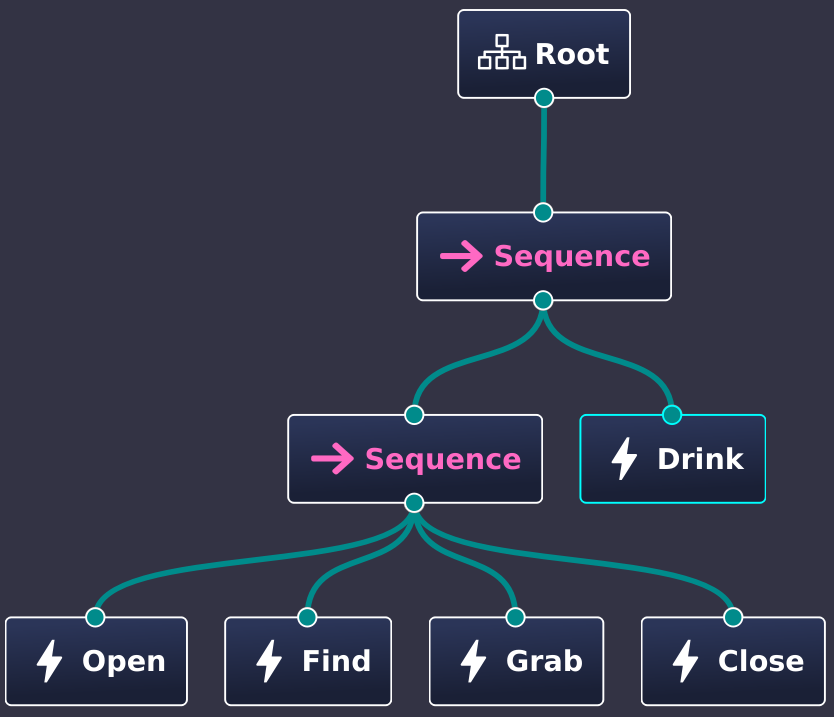 Root
Sequence
Sequence
Drink
Open
Find
Grab
Close